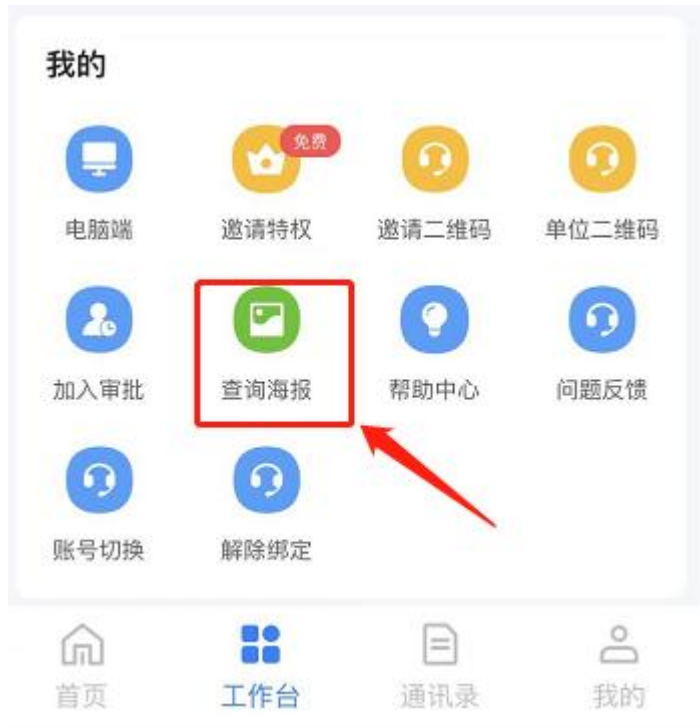 我的
免费
电脑端
邀请特权
邀请二维码
单位二维码
加入审批
查询海报
帮助中心
问题反馈
账号切换
解除绑定
首页
工作台
通讯录
我的